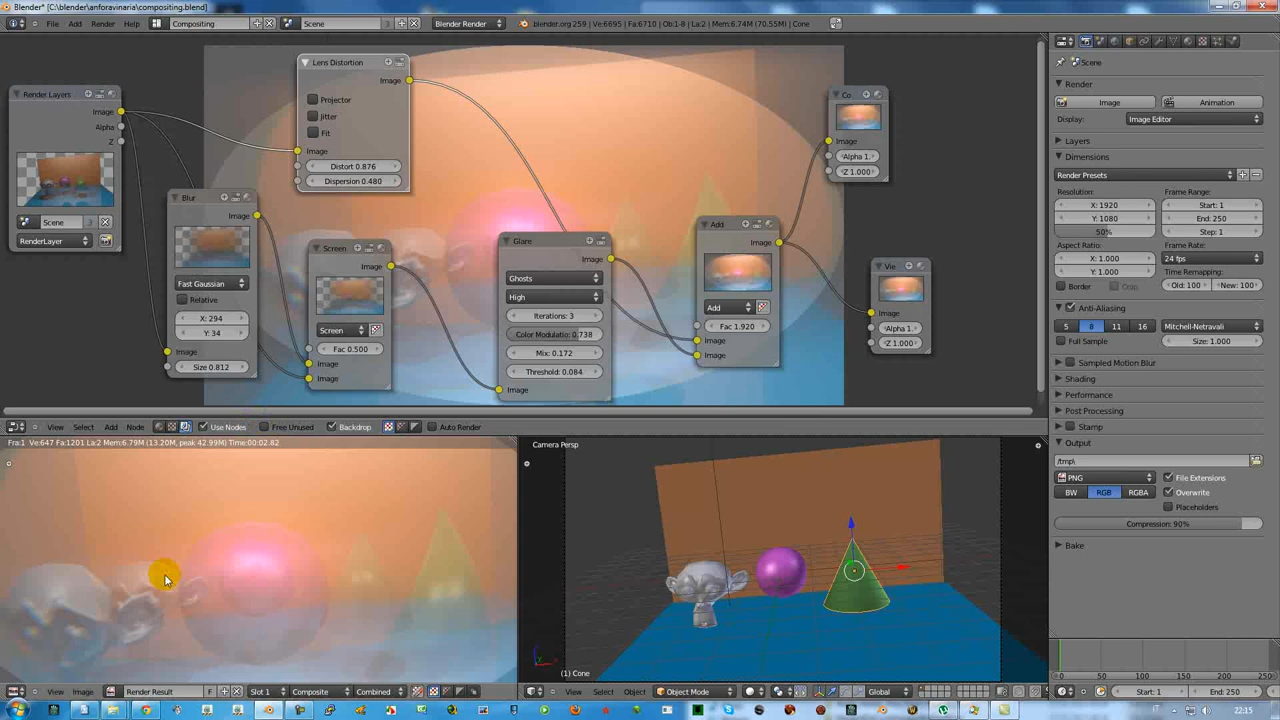 Blender* [C:\blender\anforavinaria\compositing.blend]
File Add Render Help Compositing Scene 3 Blender Render blender.org 259 | Ve:6695 | Fa:6710 | Ob:1-8 | La:2 | Mem:6.74M (70.55M) | Cone
Render Layers
Image
Alpha
Z
Scene 3
RenderLayer
Lens Distortion
Image
Projector
Jitter
Fit
Image
Distort 0.876
Dispersion 0.480
Blur
Image
Fast Gaussian
Relative
X: 294
Y: 34
Image
Size 0.812
Screen
Image
Screen
Fac 0.500
Image
Image
Glare
Image
Ghosts
High
Iterations: 3
Color Modulatio: 0.738
Mix: 0.172
Threshold: 0.084
Image
Add
Image
Add
Fac 1.920
Image
Image
Co
Image
Alpha 1.
Z 1.000
Vie
Image
Alpha 1.
Z 1.000
View Select Add Node Use Nodes Free Unused Backdrop Auto Render
Fra:1 Ve:647 Fa:1201 La:2 Mem:6.79M (13.20M, peak 42.99M) Time:00:02.82
View Image Render Result F Slot 1 Composite Combined
Camera Persp
(1) Cone
View Select Object Object Mode Global
Scene
Render
Image Animation
Display: Image Editor
Layers
Dimensions
Render Presets
Resolution: Frame Range:
X: 1920 Start: 1
Y: 1080 End: 250
50% Step: 1
Aspect Ratio: Frame Rate:
X: 1.000 24 fps
Y: 1.000 Time Remapping:
Border Crop Old: 100 New: 100
Anti-Aliasing
5 8 11 16 Mitchell-Netravali
Full Sample Size: 1.000
Sampled Motion Blur
Shading
Performance
Post Processing
Stamp
Output
/tmp\
PNG File Extensions
BW RGB RGBA Overwrite
Placeholders
Compression: 90%
Bake
0 50 100 150 200 250
Start: 1 End: 250
IT 22:15